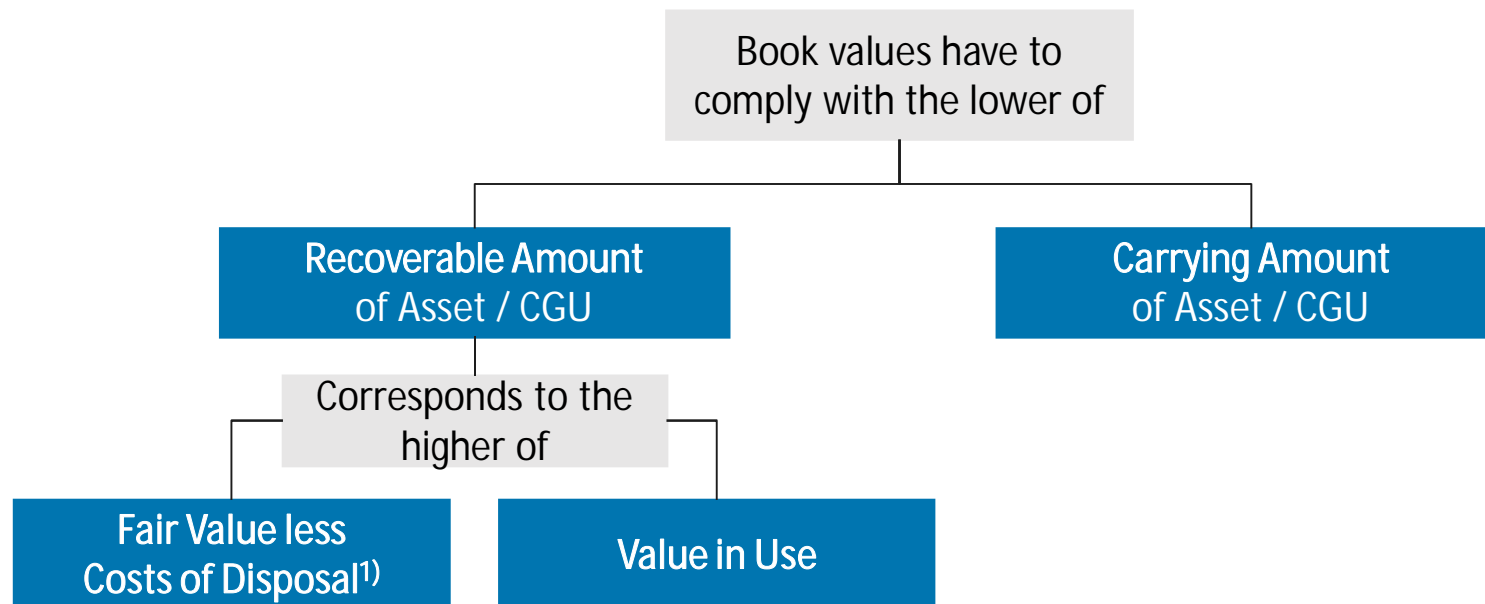 Book values have to
comply with the lower of
Recoverable Amount
of Asset / CGU
Carrying Amount
of Asset / CGU
Corresponds to the
higher of
Fair Value less
Costs of Disposal¹⁾
Value in Use